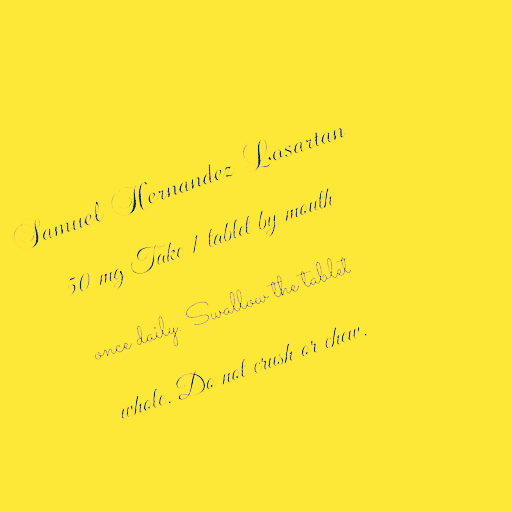 Samuel Hernandez Lasartan
50 mg Take 1 tablet by mouth
once daily. Swallow the tablet
whole. Do not crush or chew.